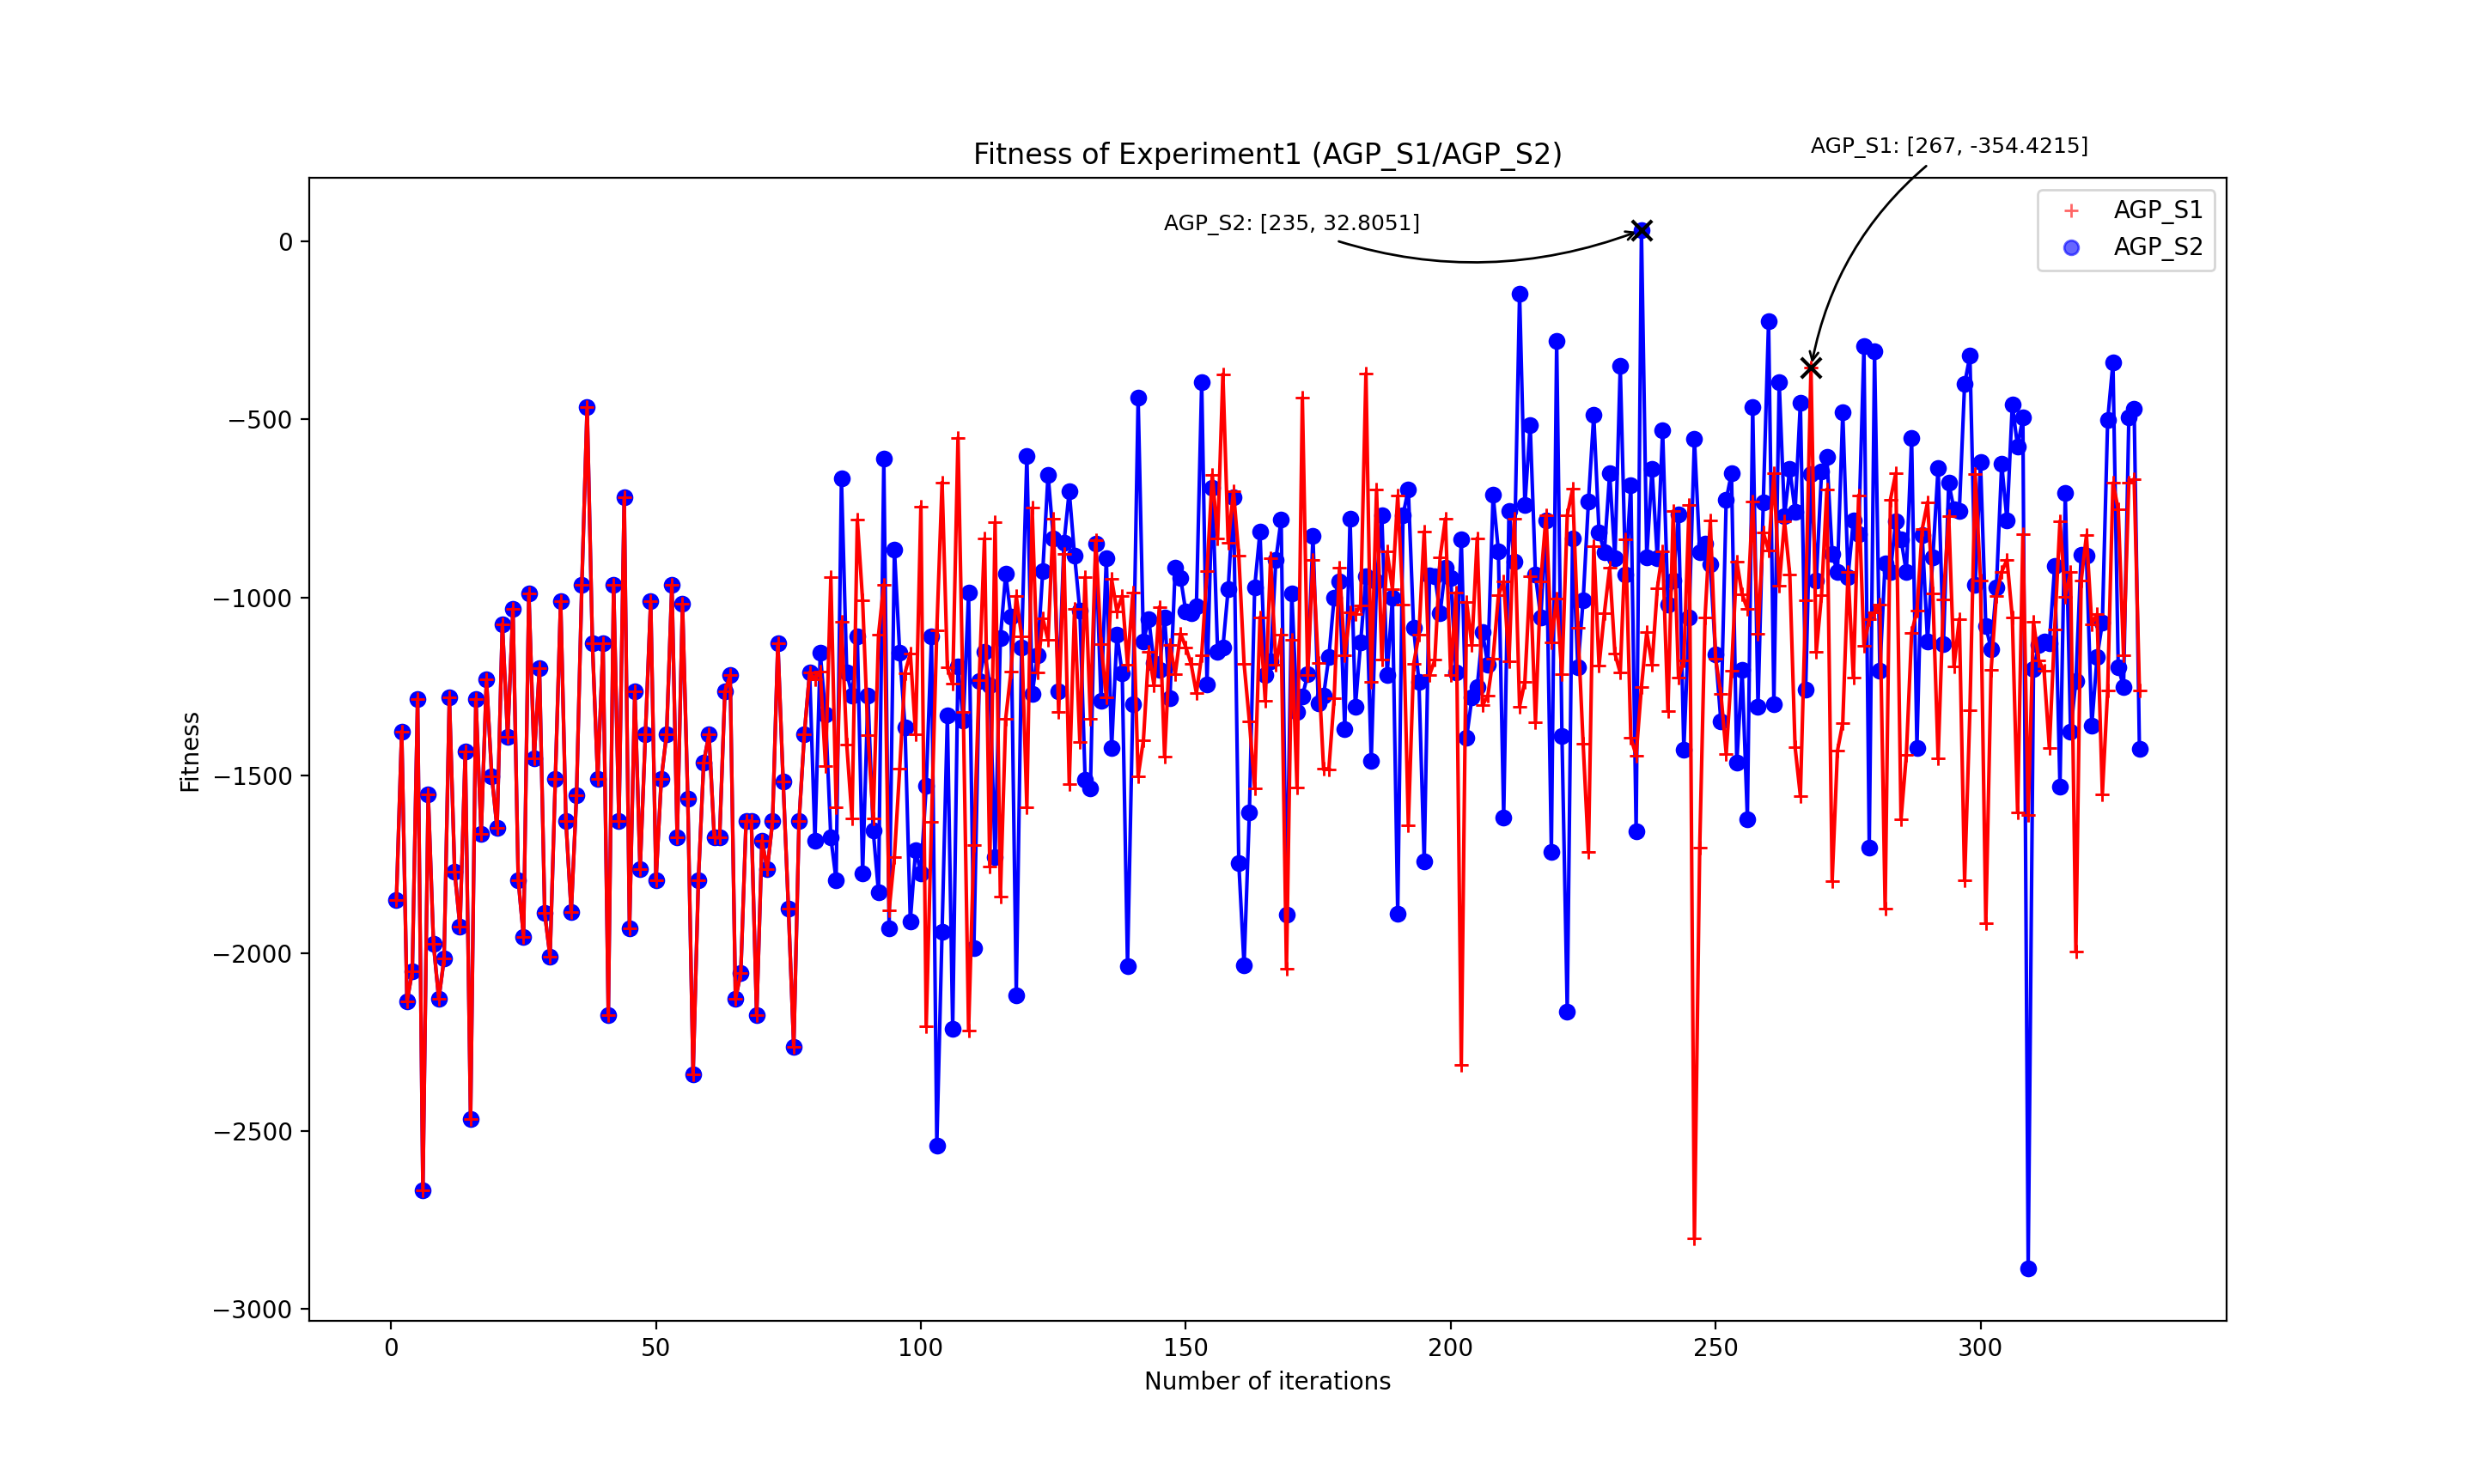 Fitness of Experiment1 (AGP_S1/AGP_S2)
AGP_S1: [267, -354.4215]
AGP_S2: [235, 32.8051]
AGP_S1
AGP_S2
Fitness
0
−500
−1000
−1500
−2000
−2500
−3000
0 50 100 150 200 250 300
Number of iterations